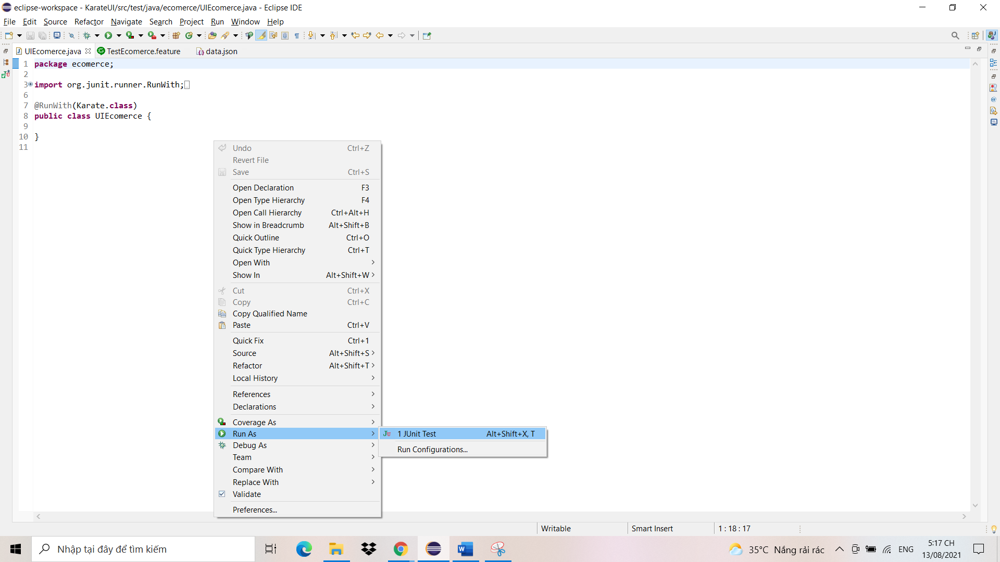 eclipse-workspace - KarateUI/src/test/java/ecomerce/UIEcomerce.java - Eclipse IDE
File Edit Source Refactor Navigate Search Project Run Window Help
UIEcomerce.java TestEcomerce.feature data.json
1 package ecomerce;
2
3 import org.junit.runner.RunWith;
6
7 @RunWith(Karate.class)
8 public class UIEcomerce {
9
10 }
11
Undo Ctrl+Z
Revert File
Save Ctrl+S
Open Declaration F3
Open Type Hierarchy F4
Open Call Hierarchy Ctrl+Alt+H
Show in Breadcrumb Alt+Shift+B
Quick Outline Ctrl+O
Quick Type Hierarchy Ctrl+T
Open With
Show In Alt+Shift+W
Cut Ctrl+X
Copy Ctrl+C
Copy Qualified Name
Paste Ctrl+V
Quick Fix Ctrl+1
Source Alt+Shift+S
Refactor Alt+Shift+T
Local History
References
Declarations
Coverage As
Run As
1 JUnit Test Alt+Shift+X, T
Run Configurations...
Debug As
Team
Compare With
Replace With
Validate
Preferences...
Writable Smart Insert 1 : 18 : 17
Nhập tại đây để tìm kiếm
35°C Nắng rải rác ENG
5:17 CH
13/08/2021